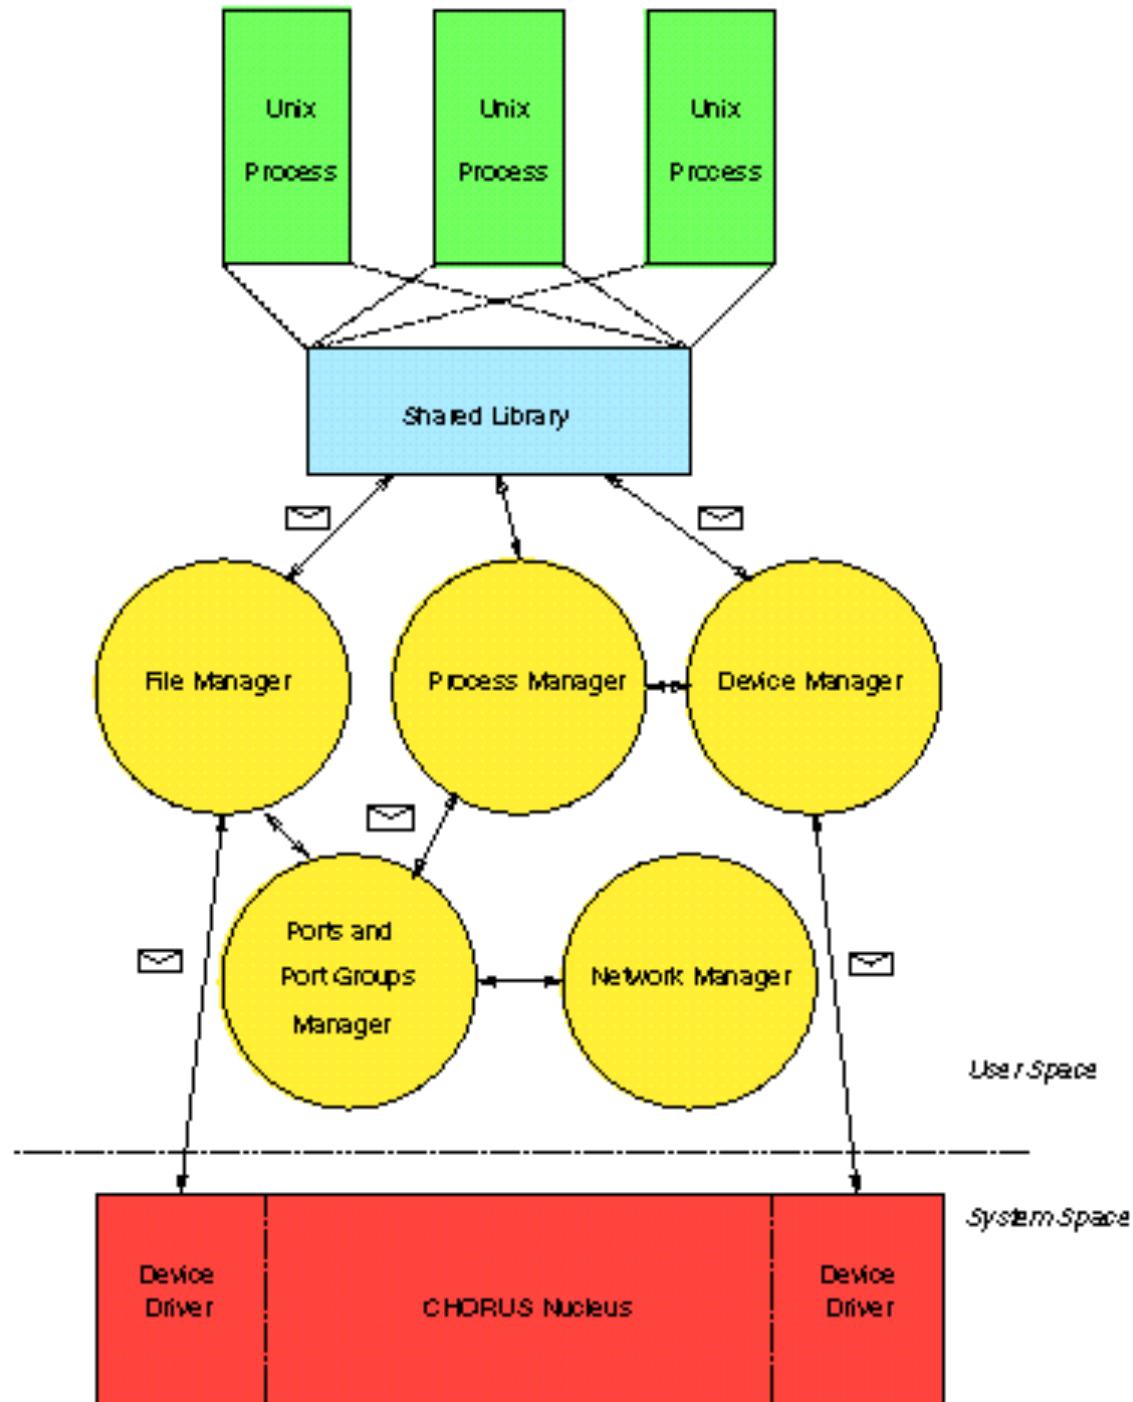 Unix
Process
Unix
Process
Unix
Process
Shared Library
File Manager
Process Manager
Device Manager
Ports and
Port Groups
Manager
Network Manager
User Space
System Space
Device
Driver
CHORUS Nucleus
Device
Driver